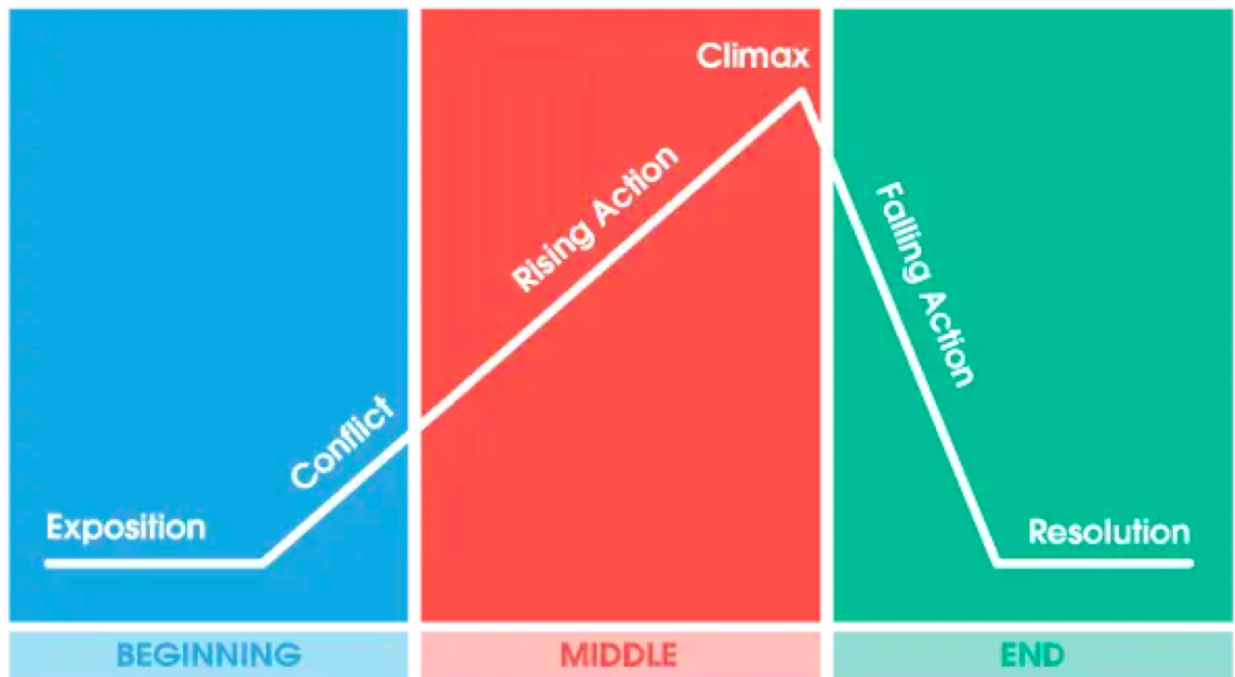 Exposition
Conflict
Rising Action
Climax
Falling Action
Resolution
BEGINNING
MIDDLE
END